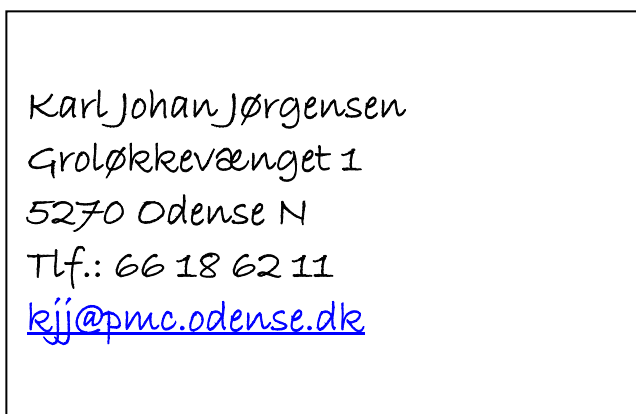 Karl Johan Jørgensen
Groløkkevænget 1
5270 Odense N
Tlf.: 66 18 62 11
kjj@pmc.odense.dk